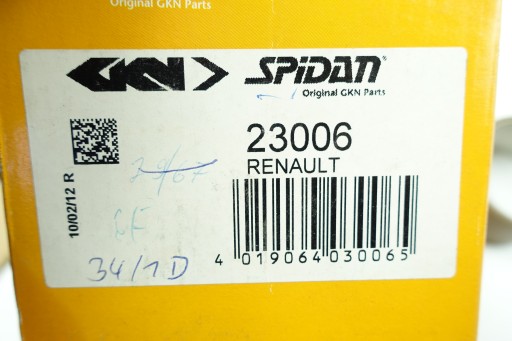 Original GKN Parts
GKN SPiDAN®
Original GKN Parts
23006
RENAULT
10/02/12 R
34/1D
4 019064 030065